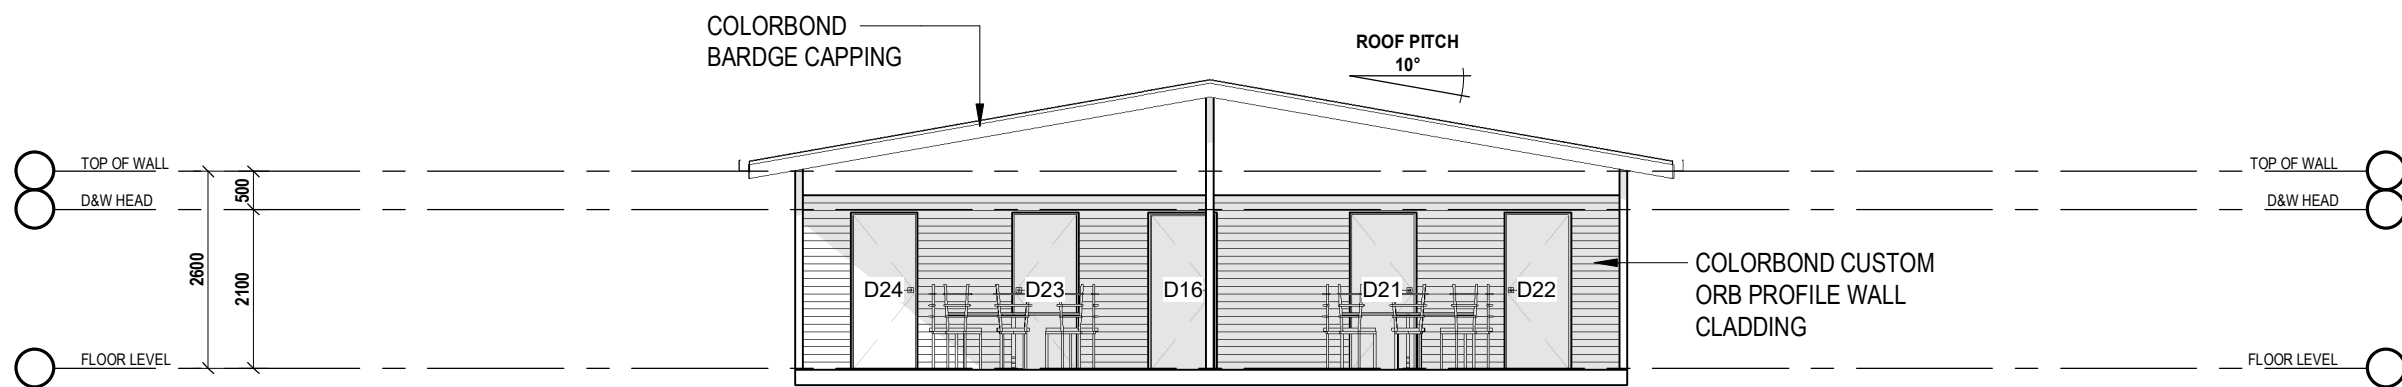 COLORBOND
BARDGE CAPPING
ROOF PITCH
10°
TOP OF WALL
TOP OF WALL
500
D&W HEAD
D&W HEAD
2600
2100
COLORBOND CUSTOM
ORB PROFILE WALL
CLADDING
D24
D23
D16
D21
D22
FLOOR LEVEL
FLOOR LEVEL